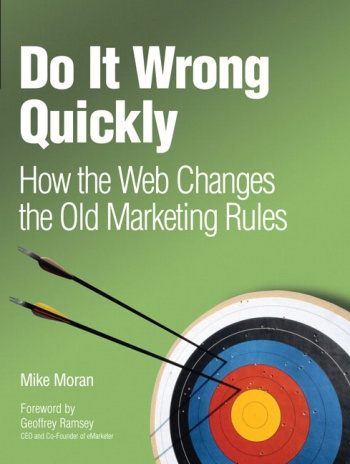 Do It Wrong
Quickly
How the Web Changes
the Old Marketing Rules
Mike Moran
Foreword by
Geoffrey Ramsey
CEO and Co-Founder of eMarketer